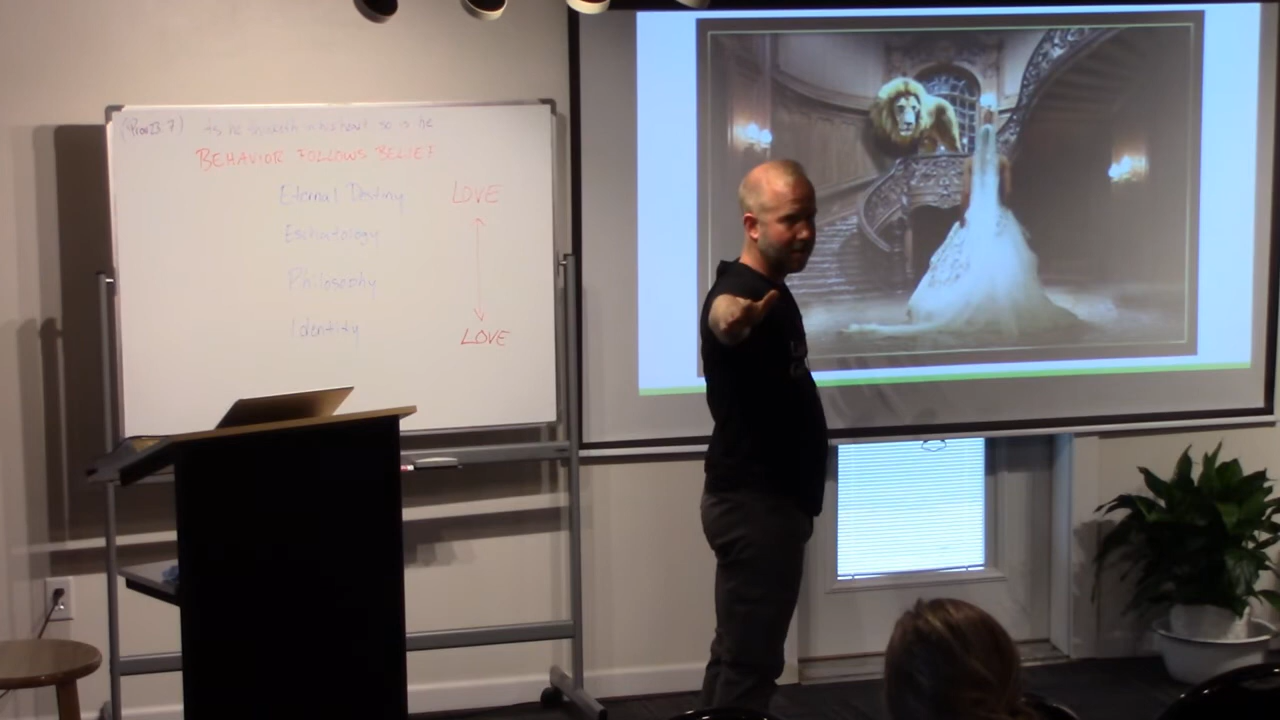 (Prov 23:7) As he thinketh in his heart so is he
BEHAVIOR FOLLOWS BELIEF
Eternal Destiny LOVE
Eschatology
Philosophy
Identity LOVE